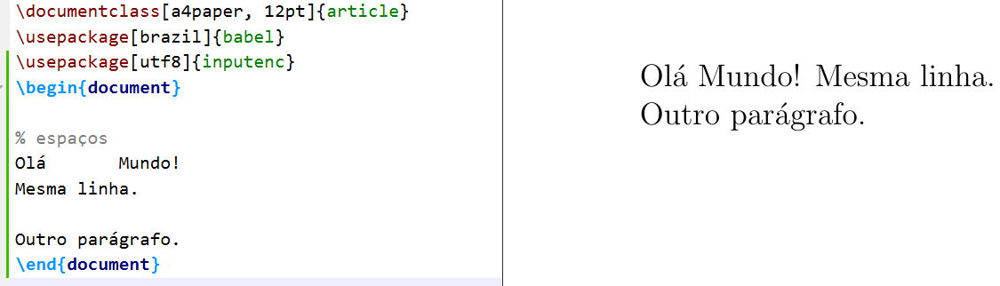 \documentclass[a4paper, 12pt]{article}
\usepackage[brazil]{babel}
\usepackage[utf8]{inputenc}
\begin{document}
% espaços
Olá       Mundo!
Mesma linha.
Outro parágrafo.
\end{document}
Olá Mundo! Mesma linha.
Outro parágrafo.